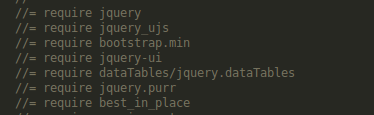 //= require jquery
//= require jquery_ujs
//= require bootstrap.min
//= require jquery-ui
//= require dataTables/jquery.dataTables
//= require jquery.purr
//= require best_in_place